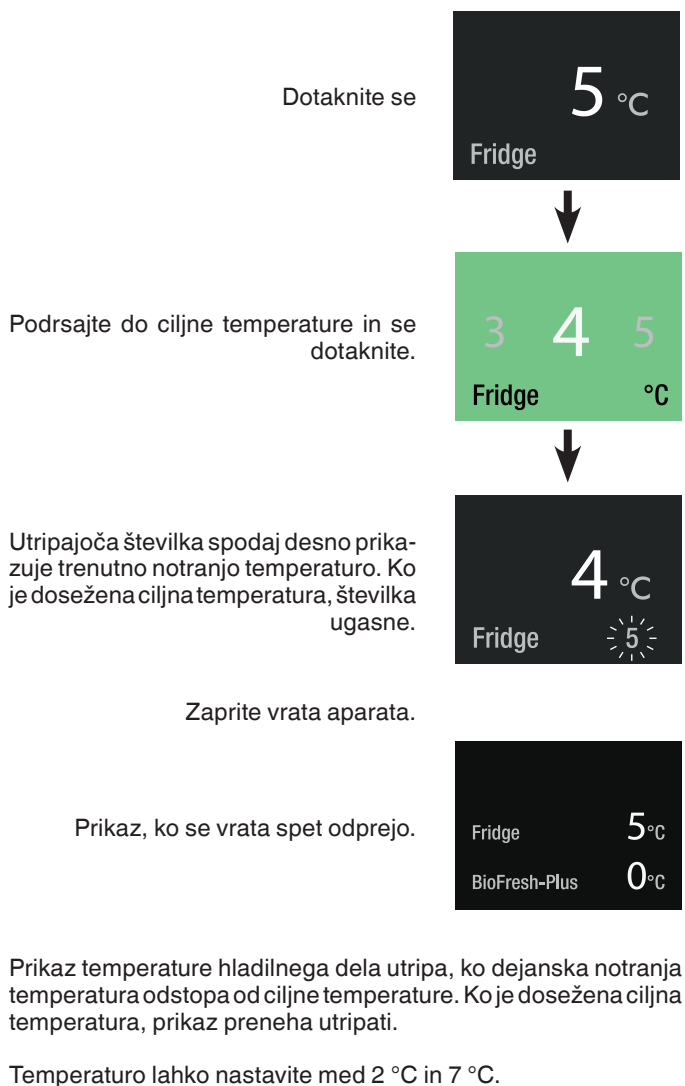 Dotaknite se
5 °C
Fridge
Podrsajte do ciljne temperature in se
dotaknite.
3 4 5
Fridge °C
Utripajoča številka spodaj desno prika-
zuje trenutno notranjo temperaturo. Ko
je dosežena ciljna temperatura, številka
ugasne.
4 °C
Fridge 5
Zaprite vrata aparata.
Prikaz, ko se vrata spet odprejo.
Fridge 5°C
BioFresh-Plus 0°C
Prikaz temperature hladilnega dela utripa, ko dejanska notranja
temperatura odstopa od ciljne temperature. Ko je dosežena ciljna
temperatura, prikaz preneha utripati.
Temperaturo lahko nastavite med 2 °C in 7 °C.